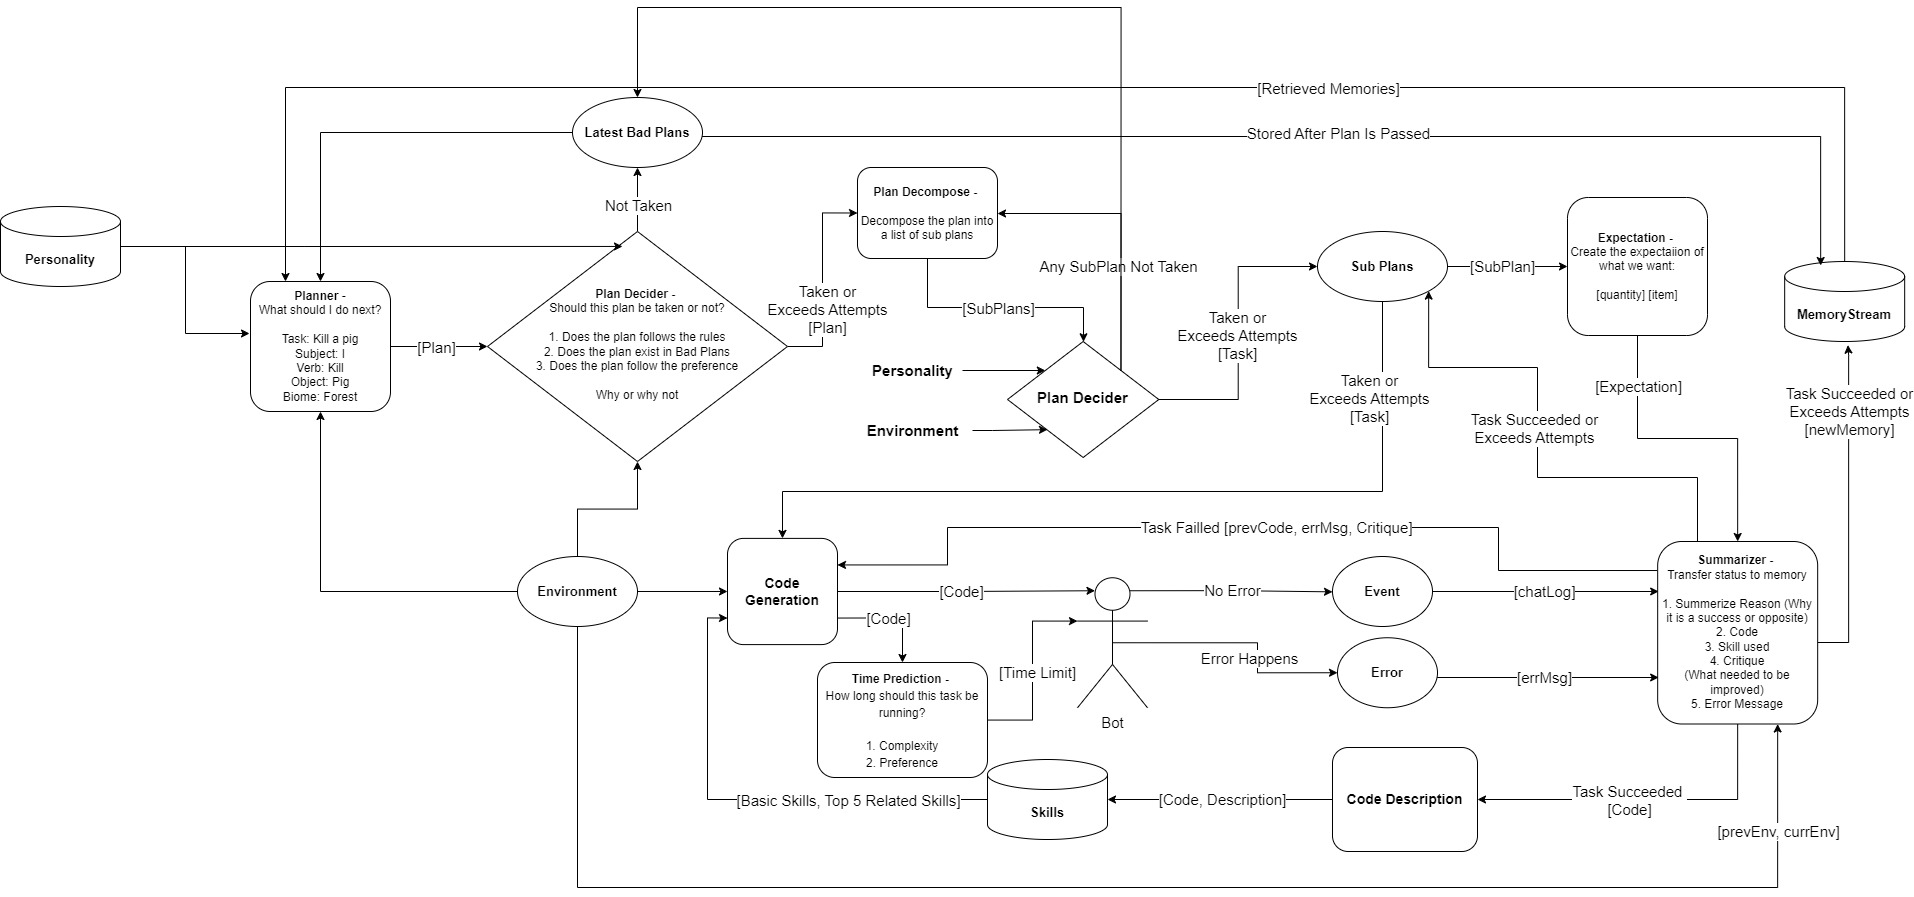 [Retrieved Memories]
Latest Bad Plans
Stored After Plan Is Passed
Not Taken
Personality
Planner -
What should I do next?
Task: Kill a pig
Subject: I
Verb: Kill
Object: Pig
Biome: Forest
[Plan]
Plan Decider -
Should this plan be taken or not?
1. Does the plan follows the rules
2. Does the plan exist in Bad Plans
3. Does the plan follow the preference
Why or why not
Taken or
Exceeds Attempts
[Plan]
Plan Decompose -
Decompose the plan into
a list of sub plans
Any SubPlan Not Taken
[SubPlans]
Personality
Plan Decider
Environment
Taken or
Exceeds Attempts
[Task]
Sub Plans
[SubPlan]
Expectation -
Create the expectaiion of
what we want:
[quantity] [item]
MemoryStream
Taken or
Exceeds Attempts
[Task]
[Expectation]
Task Succeeded or
Exceeds Attempts
Task Succeeded or
Exceeds Attempts
[newMemory]
Task Failled [prevCode, errMsg, Critique]
Environment
Code
Generation
[Code]
[Code]
No Error
Event
[chatLog]
Summarizer -
Transfer status to memory
1. Summerize Reason (Why
it is a success or opposite)
2. Code
3. Skill used
4. Critique
(What needed to be
improved)
5. Error Message
Time Prediction -
How long should this task be
running?
1. Complexity
2. Preference
[Time Limit]
Bot
Error Happens
Error
[errMsg]
[Basic Skills, Top 5 Related Skills]
Skills
[Code, Description]
Code Description
Task Succeeded
[Code]
[prevEnv, currEnv]